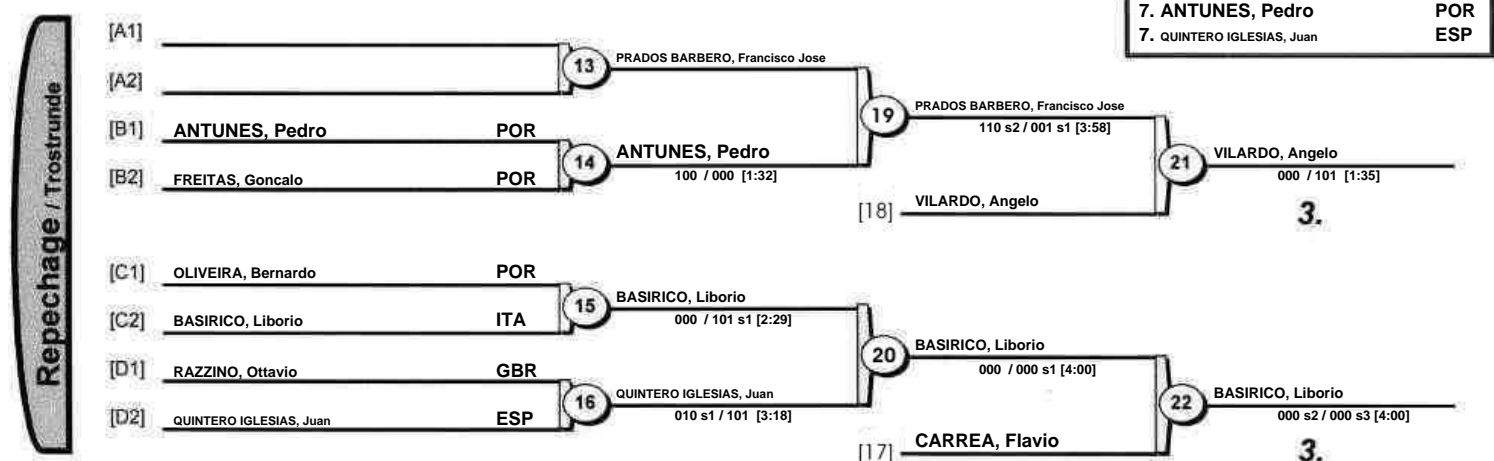 7. ANTUNES, Pedro POR
7. QUINTERO IGLESIAS, Juan ESP
Repechage / Trostrunde
[A1]
13 PRADOS BARBERO, Francisco Jose
[A2]
19 PRADOS BARBERO, Francisco Jose
110 s2 / 001 s1 [3:58]
[B1] ANTUNES, Pedro POR
14 ANTUNES, Pedro
100 / 000 [1:32]
[B2] FREITAS, Goncalo POR
21 VILARDO, Angelo
000 / 101 [1:35]
[18] VILARDO, Angelo
3.
[C1] OLIVEIRA, Bernardo POR
15 BASIRICO, Liborio
000 / 101 s1 [2:29]
[C2] BASIRICO, Liborio ITA
20 BASIRICO, Liborio
000 / 000 s1 [4:00]
[D1] RAZZINO, Ottavio GBR
16 QUINTERO IGLESIAS, Juan
010 s1 / 101 [3:18]
[D2] QUINTERO IGLESIAS, Juan ESP
22 BASIRICO, Liborio
000 s2 / 000 s3 [4:00]
[17] CARREA, Flavio
3.